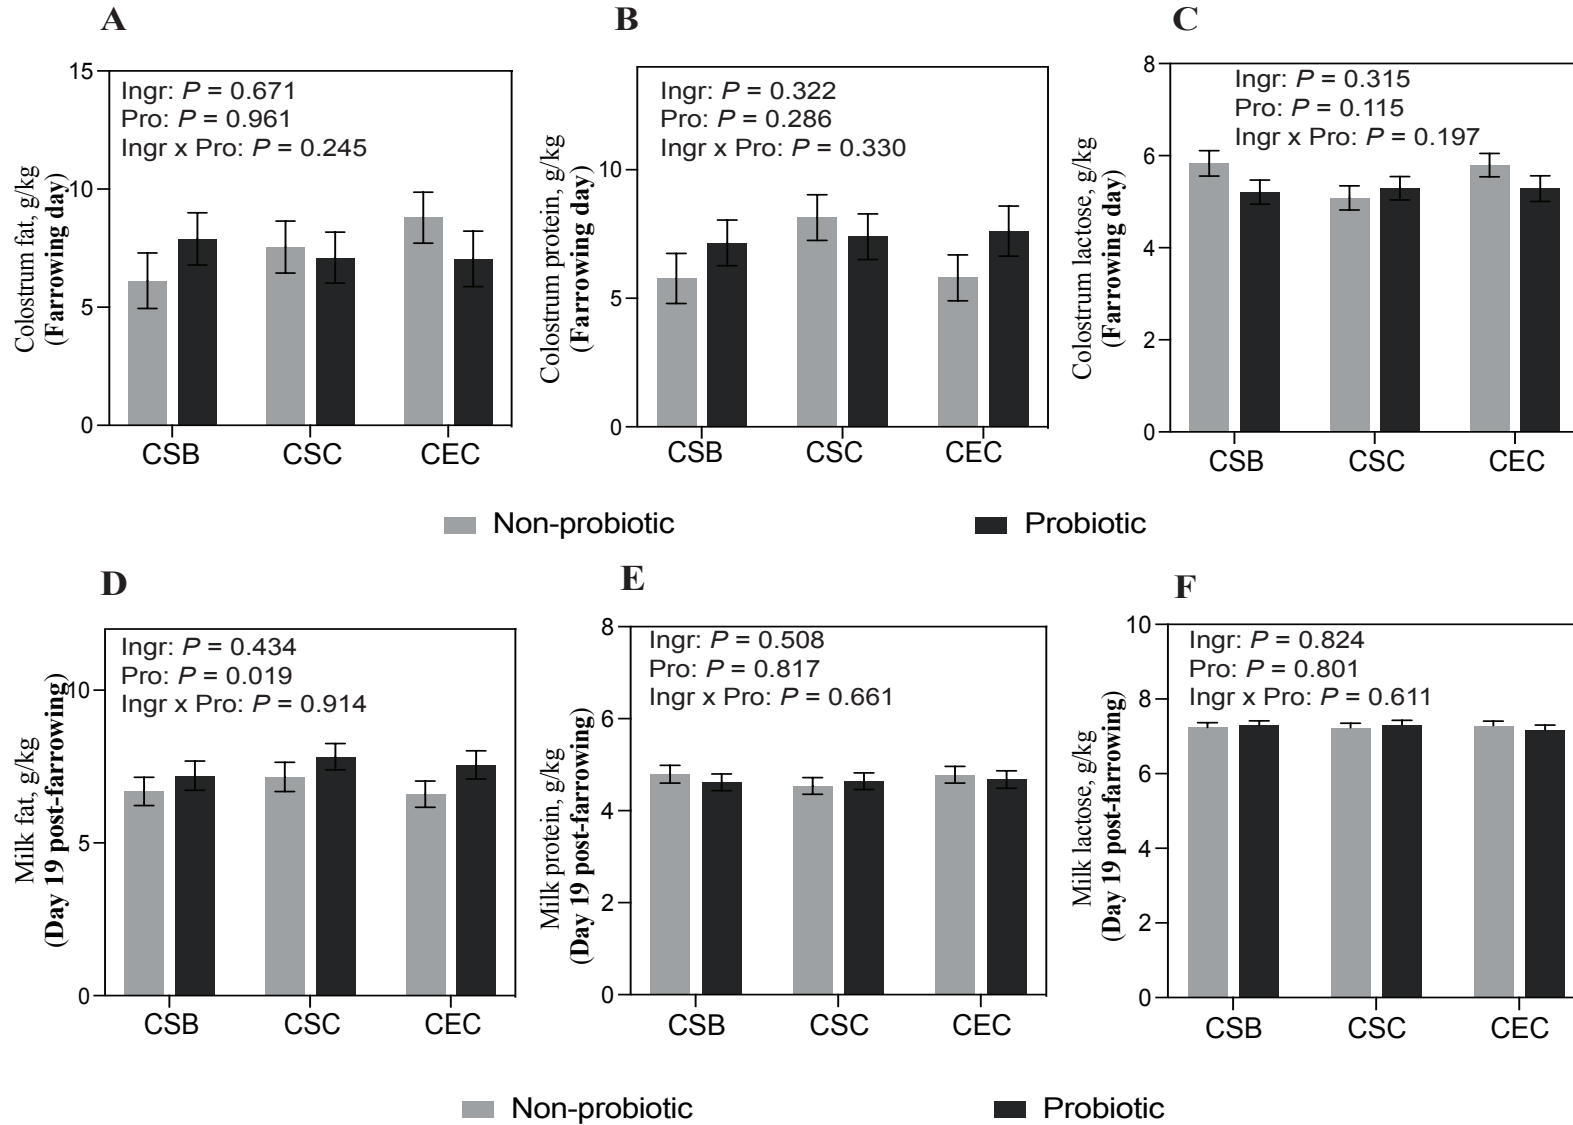 A
15
10
5
0
Colostrum fat, g/kg
(Farrowing day)
Ingr: P = 0.671
Pro: P = 0.961
Ingr x Pro: P = 0.245
CSB CSC CEC
B
10
5
0
Colostrum protein, g/kg
(Farrowing day)
Ingr: P = 0.322
Pro: P = 0.286
Ingr x Pro: P = 0.330
CSB CSC CEC
C
8
6
4
2
0
Colostrum lactose, g/kg
(Farrowing day)
Ingr: P = 0.315
Pro: P = 0.115
Ingr x Pro: P = 0.197
CSB CSC CEC
Non-probiotic Probiotic
D
10
5
0
Milk fat, g/kg
(Day 19 post-farrowing)
Ingr: P = 0.434
Pro: P = 0.019
Ingr x Pro: P = 0.914
CSB CSC CEC
E
8
6
4
2
0
Milk protein, g/kg
(Day 19 post-farrowing)
Ingr: P = 0.508
Pro: P = 0.817
Ingr x Pro: P = 0.661
CSB CSC CEC
F
10
8
6
4
2
0
Milk lactose, g/kg
(Day 19 post-farrowing)
Ingr: P = 0.824
Pro: P = 0.801
Ingr x Pro: P = 0.611
CSB CSC CEC
Non-probiotic Probiotic